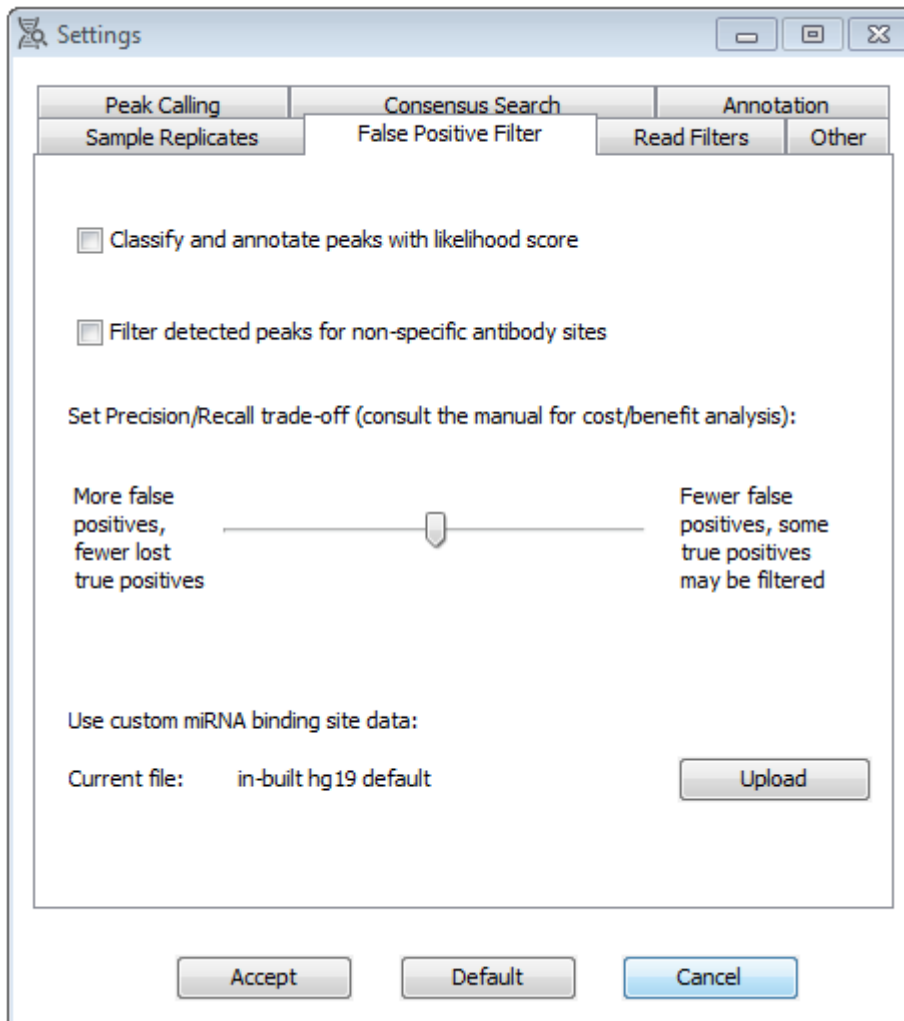 Settings
Peak Calling
Consensus Search
Annotation
Sample Replicates
False Positive Filter
Read Filters
Other
Classify and annotate peaks with likelihood score
Filter detected peaks for non-specific antibody sites
Set Precision/Recall trade-off (consult the manual for cost/benefit analysis):
More false
positives,
fewer lost
true positives
Fewer false
positives, some
true positives
may be filtered
Use custom miRNA binding site data:
Current file: in-built hg19 default
Upload
Accept
Default
Cancel